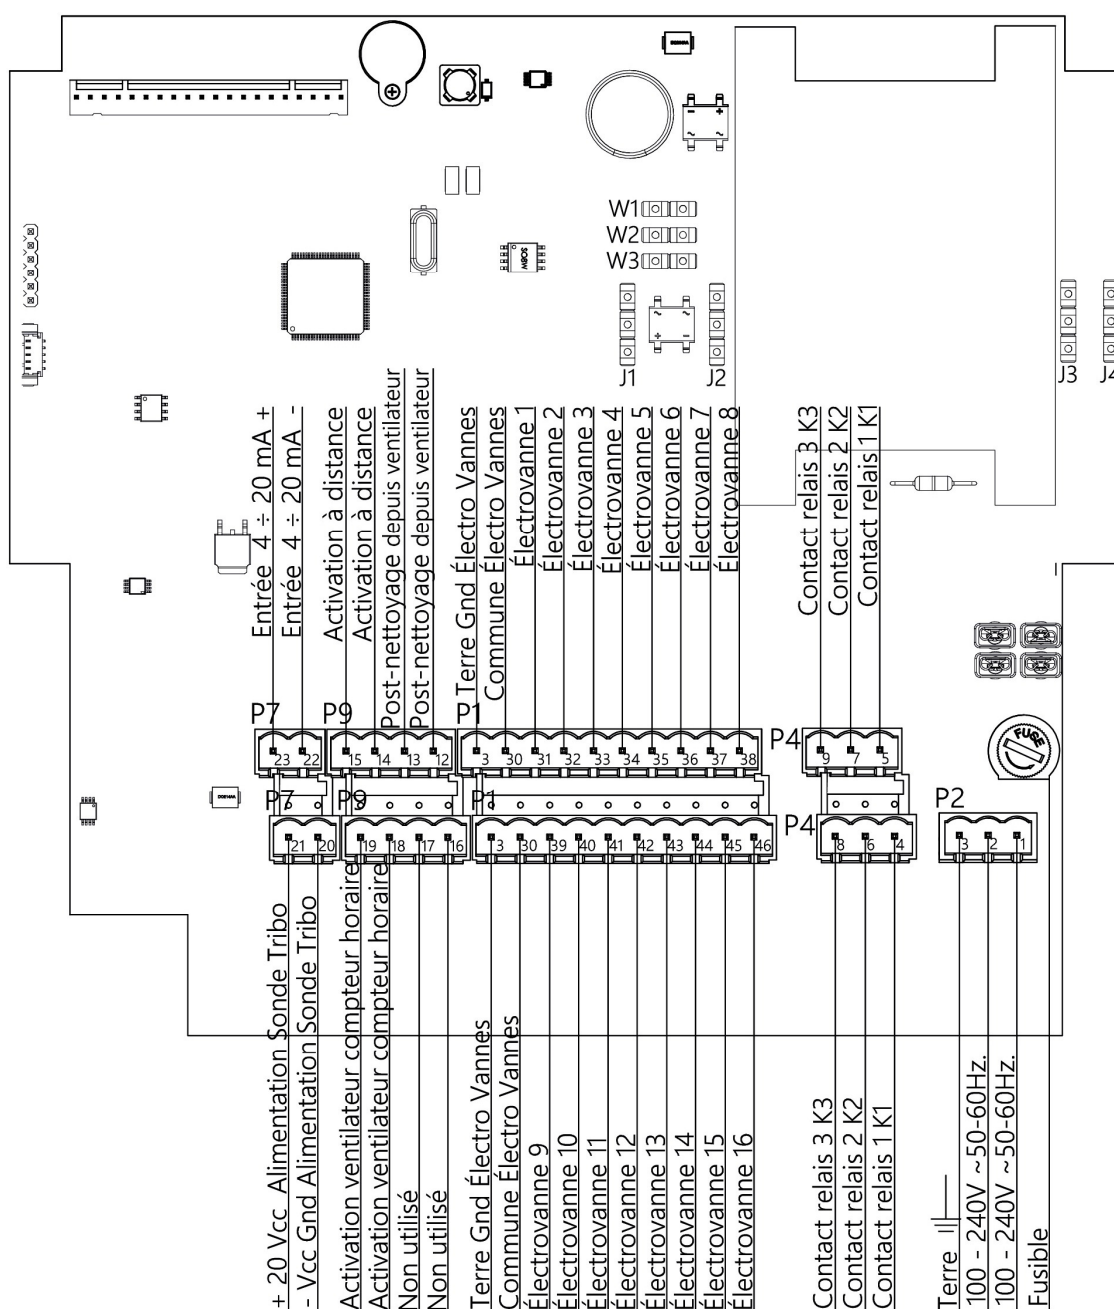 W1
W2
W3
J1
J2
J3
J4
SO8W
- +
~ ~
~ ~
+ -
Entrée 4 ÷ 20 mA +
Entrée 4 ÷ 20 mA -
Activation à distance
Activation à distance
Post-nettoyage depuis ventilateur
Post-nettoyage depuis ventilateur
Terre Gnd Électro Vannes
Commune Électro Vannes
Électrovanne 1
Électrovanne 2
Électrovanne 3
Électrovanne 4
Électrovanne 5
Électrovanne 6
Électrovanne 7
Électrovanne 8
Contact relais 3 K3
Contact relais 2 K2
Contact relais 1 K1
P7
P9
P1
P4
FUSE
23 22
15 14 13 12
3 30 31 32 33 34 35 36 37 38
9 7 5
P7
P9
P1
P4
P2
21 20
19 18 17 16
3 30 39 40 41 42 43 44 45 46
8 6 4
3 2 1
+ 20 Vcc Alimentation Sonde Tribo
- Vcc Gnd Alimentation Sonde Tribo
Activation ventilateur compteur horaire
Activation ventilateur compteur horaire
Non utilisé
Non utilisé
Terre Gnd Électro Vannes
Commune Électro Vannes
Électrovanne 9
Électrovanne 10
Électrovanne 11
Électrovanne 12
Électrovanne 13
Électrovanne 14
Électrovanne 15
Électrovanne 16
Contact relais 3 K3
Contact relais 2 K2
Contact relais 1 K1
Terre
100 - 240V ~50-60Hz.
100 - 240V ~50-60Hz.
Fusible